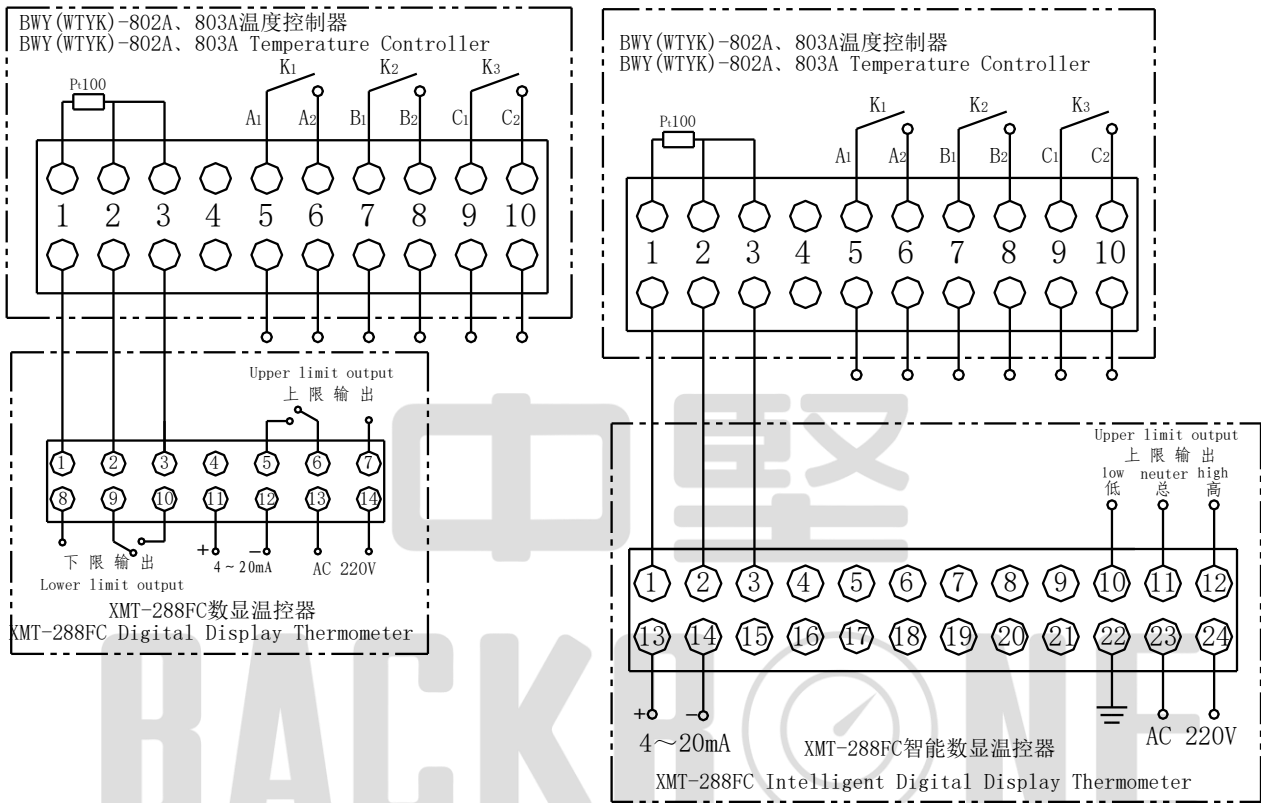 BWY(WTYK)-802A、803A温度控制器
BWY(WTYK)-802A、803A Temperature Controller
Pt100
K1
K2
K3
A1
A2
B1
B2
C1
C2
1 2 3 4 5 6 7 8 9 10
Upper limit output
上限输出
1 2 3 4 5 6 7
8 9 10 11 12 13 14
下限输出
Lower limit output
+ −
4～20mA
AC 220V
XMT-288FC数显温控器
XMT-288FC Digital Display Thermometer
BWY(WTYK)-802A、803A温度控制器
BWY(WTYK)-802A、803A Temperature Controller
Pt100
K1
K2
K3
A1
A2
B1
B2
C1
C2
1 2 3 4 5 6 7 8 9 10
Upper limit output
上限输出
low neuter high
低 总 高
1 2 3 4 5 6 7 8 9 10 11 12
13 14 15 16 17 18 19 20 21 22 23 24
+ −
4～20mA
AC 220V
XMT-288FC智能数显温控器
XMT-288FC Intelligent Digital Display Thermometer
中坚
BACKBONE